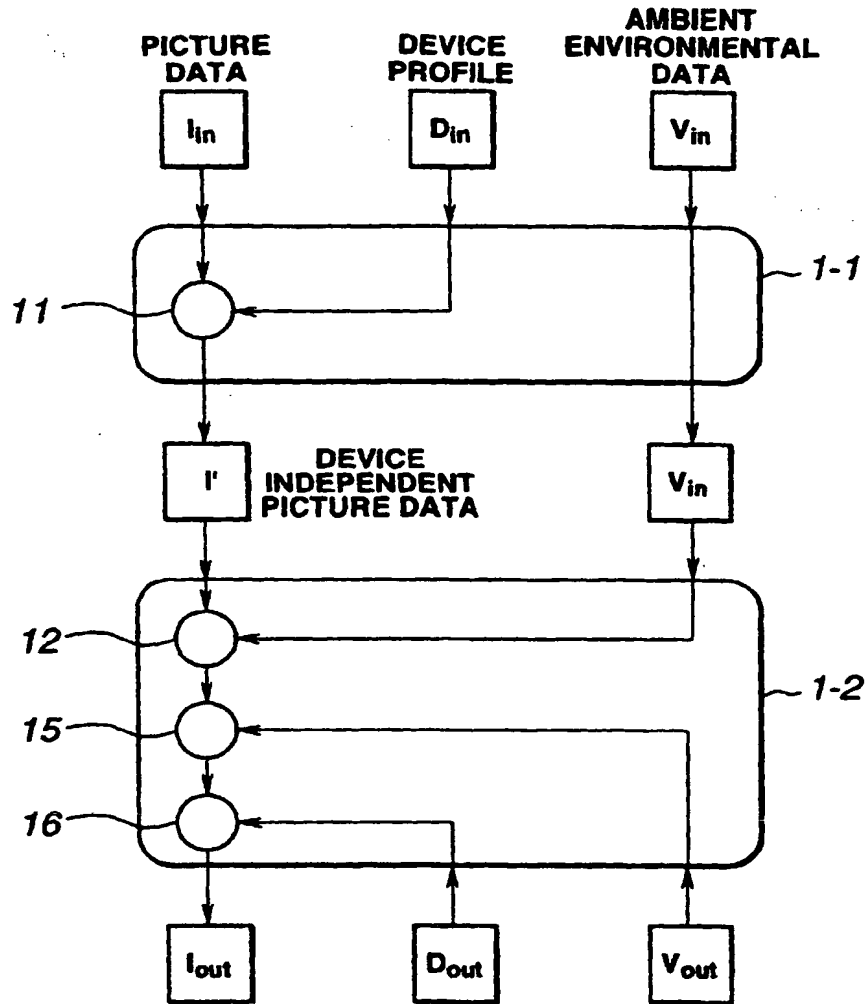 PICTURE
DATA
DEVICE
PROFILE
AMBIENT
ENVIRONMENTAL
DATA
Iin
Din
Vin
1-1
11
I'
DEVICE
INDEPENDENT
PICTURE DATA
Vin
12
15
16
1-2
Iout
Dout
Vout